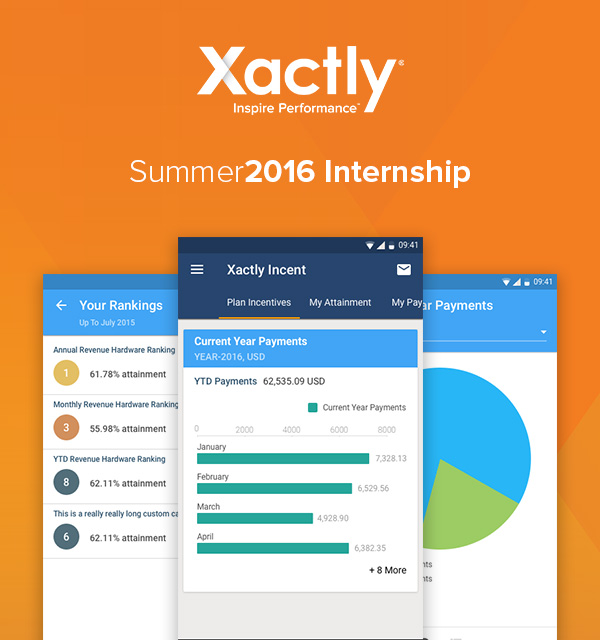 Xactly®
Inspire Performance™
Summer2016 Internship
09:41
Xactly Incent
Plan Incentives My Attainment My Pay
Current Year Payments
YEAR-2016, USD
YTD Payments 62,535.09 USD
Current Year Payments
0 2000 4000 6000 8000
January
7,328.13
February
6,529.56
March
4,928.90
April
6,382.35
+ 8 More
Your Rankings
Up To July 2015
Annual Revenue Hardware Ranking
1 61.78% attainment
Monthly Revenue Hardware Ranking
3 55.98% attainment
YTD Revenue Hardware Ranking
8 62.11% attainment
This is a really really long custom ca
6 62.11% attainment
09:41
ar Payments
nts
nts